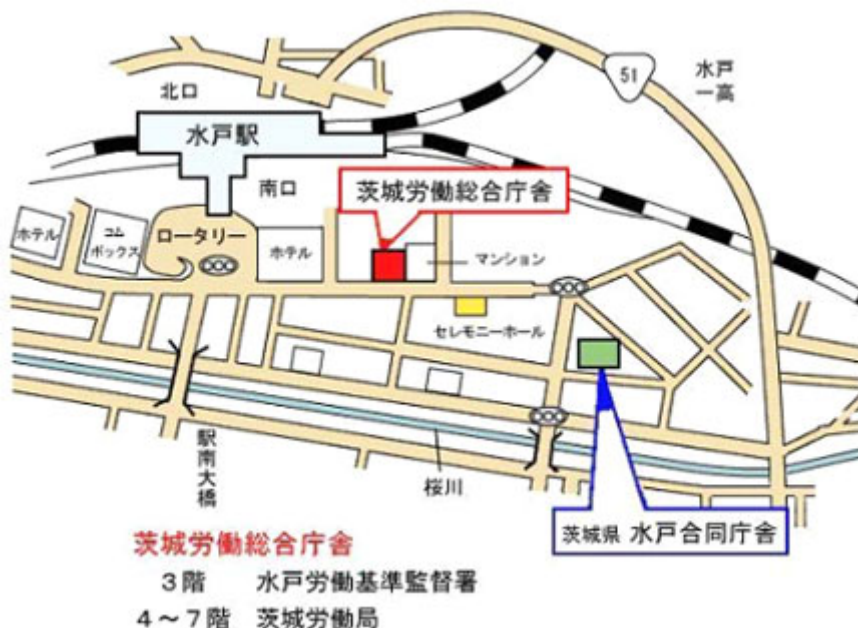 51
水戸
一高
北口
水戸駅
南口
茨城労働総合庁舎
ホテル
コム
ボックス
ロータリー
ホテル
マンション
セレモニーホール
駅南大橋
桜川
茨城県 水戸合同庁舎
茨城労働総合庁舎
3階 水戸労働基準監督署
4~7階 茨城労働局